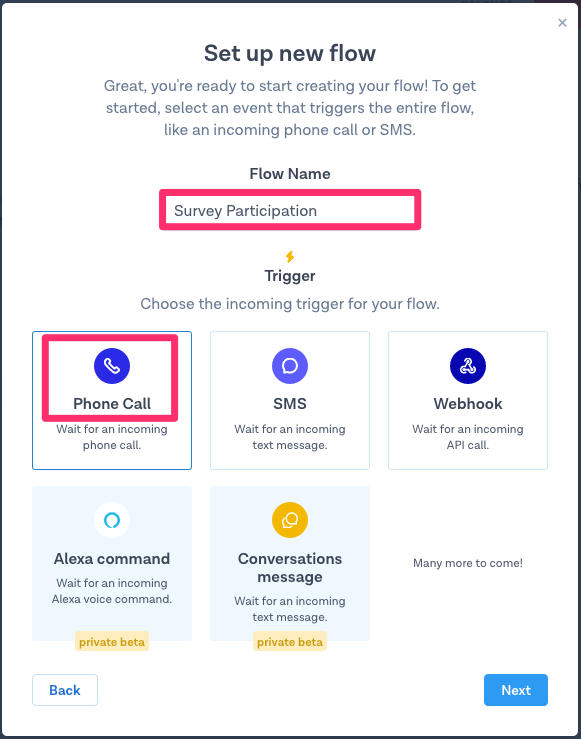 Set up new flow
Great, you're ready to start creating your flow! To get
started, select an event that triggers the entire flow,
like an incoming phone call or SMS.
Flow Name
Survey Participation
Trigger
Choose the incoming trigger for your flow.
Phone Call
Wait for an incoming
phone call.
SMS
Wait for an incoming
text message.
Webhook
Wait for an incoming
API call.
Alexa command
Wait for an incoming
Alexa voice command.
private beta
Conversations
message
Wait for an incoming
text message.
private beta
Many more to come!
Back
Next